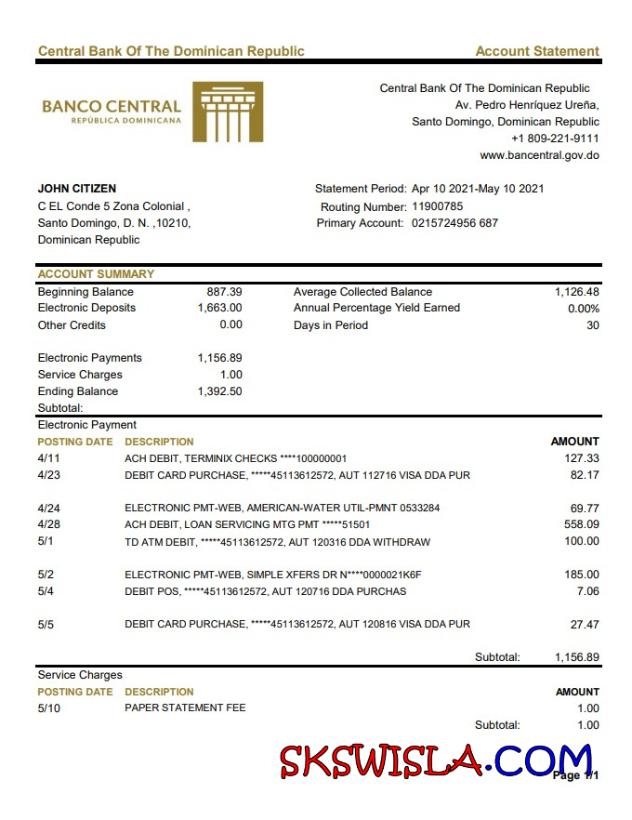 Central Bank Of The Dominican Republic Account Statement
BANCO CENTRAL
REPÚBLICA DOMINICANA
Central Bank Of The Dominican Republic
Av. Pedro Henríquez Ureña,
Santo Domingo, Dominican Republic
+1 809-221-9111
www.bancentral.gov.do
JOHN CITIZEN
C EL Conde 5 Zona Colonial ,
Santo Domingo, D. N. ,10210,
Dominican Republic
Statement Period: Apr 10 2021-May 10 2021
Routing Number: 11900785
Primary Account: 0215724956 687
ACCOUNT SUMMARY
Beginning Balance 887.39 Average Collected Balance 1,126.48
Electronic Deposits 1,663.00 Annual Percentage Yield Earned 0.00%
Other Credits 0.00 Days in Period 30
Electronic Payments 1,156.89
Service Charges 1.00
Ending Balance 1,392.50
Subtotal:
Electronic Payment
POSTING DATE DESCRIPTION AMOUNT
4/11 ACH DEBIT, TERMINIX CHECKS ****100000001 127.33
4/23 DEBIT CARD PURCHASE, *****45113612572, AUT 112716 VISA DDA PUR 82.17
4/24 ELECTRONIC PMT-WEB, AMERICAN-WATER UTIL-PMNT 0533284 69.77
4/28 ACH DEBIT, LOAN SERVICING MTG PMT *****51501 558.09
5/1 TD ATM DEBIT, *****45113612572, AUT 120316 DDA WITHDRAW 100.00
5/2 ELECTRONIC PMT-WEB, SIMPLE XFERS DR N****0000021K6F 185.00
5/4 DEBIT POS, *****45113612572, AUT 120716 DDA PURCHAS 7.06
5/5 DEBIT CARD PURCHASE, *****45113612572, AUT 120816 VISA DDA PUR 27.47
Subtotal: 1,156.89
Service Charges
POSTING DATE DESCRIPTION AMOUNT
5/10 PAPER STATEMENT FEE 1.00
Subtotal: 1.00
SKSWISLA.COM
Page 1/1